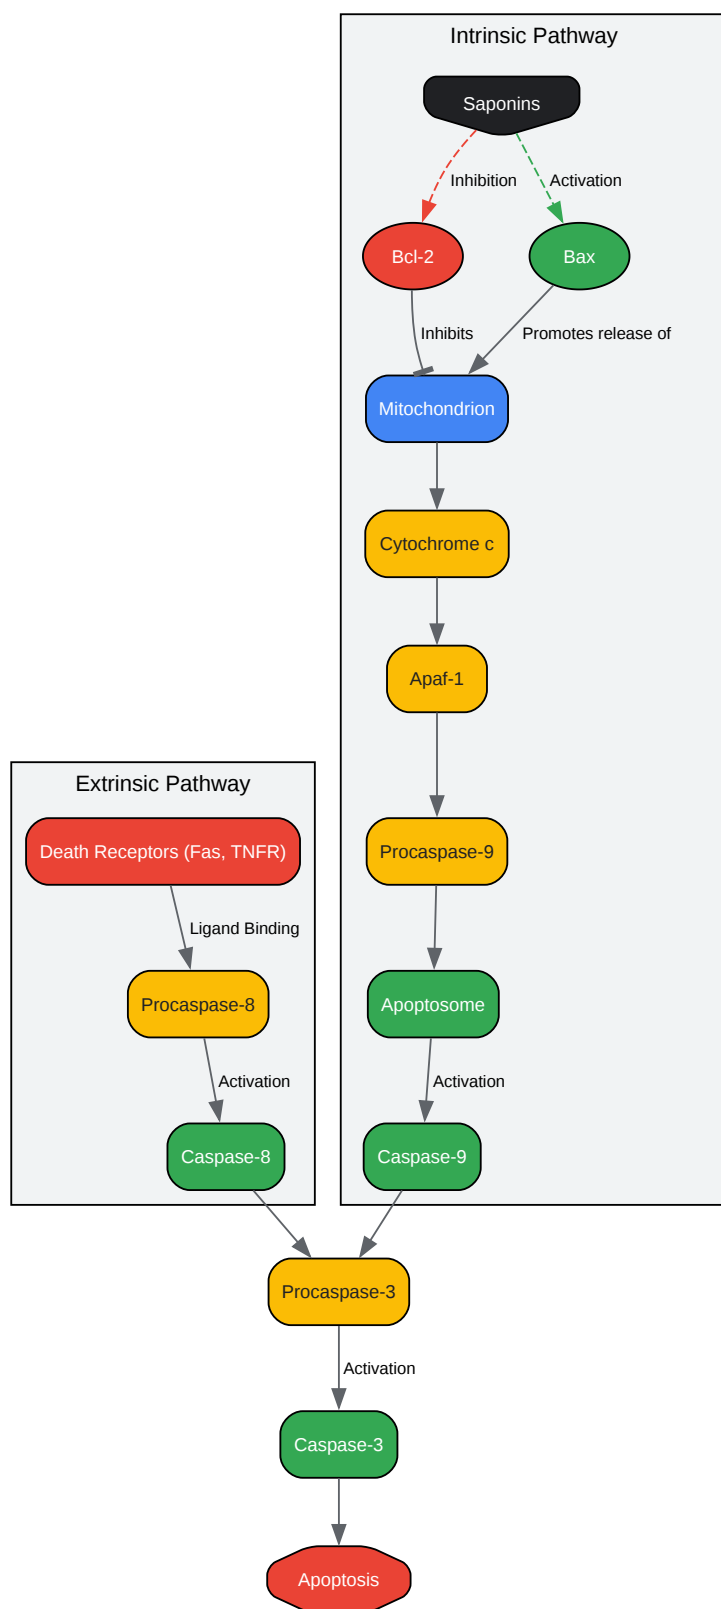 Intrinsic Pathway
Saponins
Inhibition
Activation
Bcl-2
Bax
Inhibits
Promotes release of
Mitochondrion
Cytochrome c
Apaf-1
Extrinsic Pathway
Death Receptors (Fas, TNFR)
Procaspase-9
Ligand Binding
Procaspase-8
Apoptosome
Activation
Activation
Caspase-8
Caspase-9
Procaspase-3
Activation
Caspase-3
Apoptosis